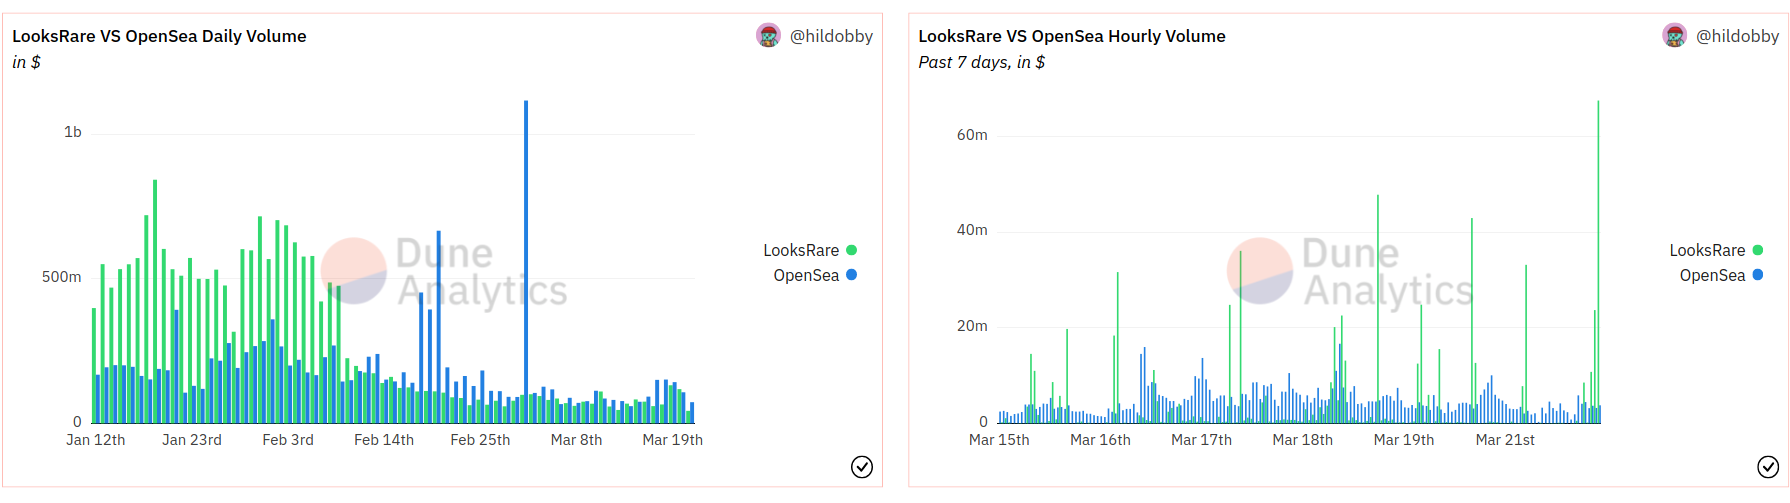 LooksRare VS OpenSea Daily Volume
@hildobby
in $
1b
500m
0
Jan 12th
Jan 23rd
Feb 3rd
Feb 14th
Feb 25th
Mar 8th
Mar 19th
LooksRare
OpenSea
Dune
Analytics
LooksRare VS OpenSea Hourly Volume
@hildobby
Past 7 days, in $
60m
40m
20m
0
Mar 15th
Mar 16th
Mar 17th
Mar 18th
Mar 19th
Mar 21st
LooksRare
OpenSea
Dune
Analytics